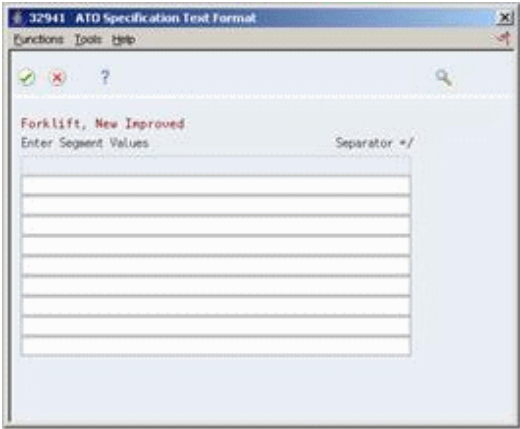 32941 ATO Specification Text Format
Functions Tools Help
?
Forklift, New Improved
Enter Segment Values Separator =/